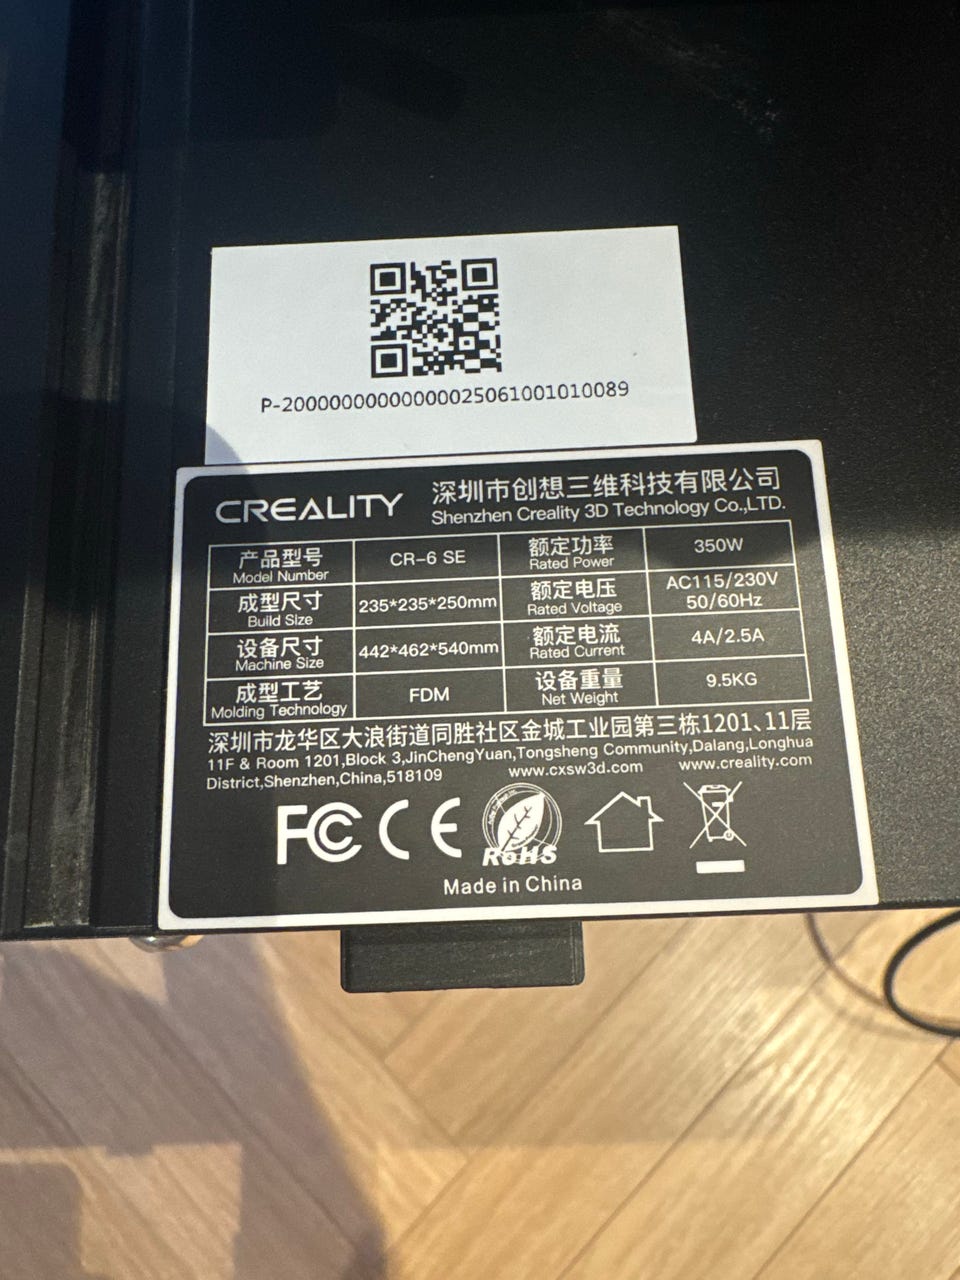 P-2000000000000025061001010089
CREALITY 深圳市创想三维科技有限公司
Shenzhen Creality 3D Technology Co.,LTD.
产品型号 CR-6 SE 额定功率 350W
Model Number Rated Power
成型尺寸 235*235*250mm 额定电压 AC115/230V
Build Size Rated Voltage 50/60Hz
设备尺寸 442*462*540mm 额定电流 4A/2.5A
Machine Size Rated Current
成型工艺 FDM 设备重量 9.5KG
Molding Technology Net Weight
深圳市龙华区大浪街道同胜社区金城工业园第三栋1201、11层
11F & Room 1201,Block 3,JinChengYuan,Tongsheng Community,Dalang,Longhua
District,Shenzhen,China,518109 www.cxsw3d.com www.creality.com
FC CE RoHS
Made in China